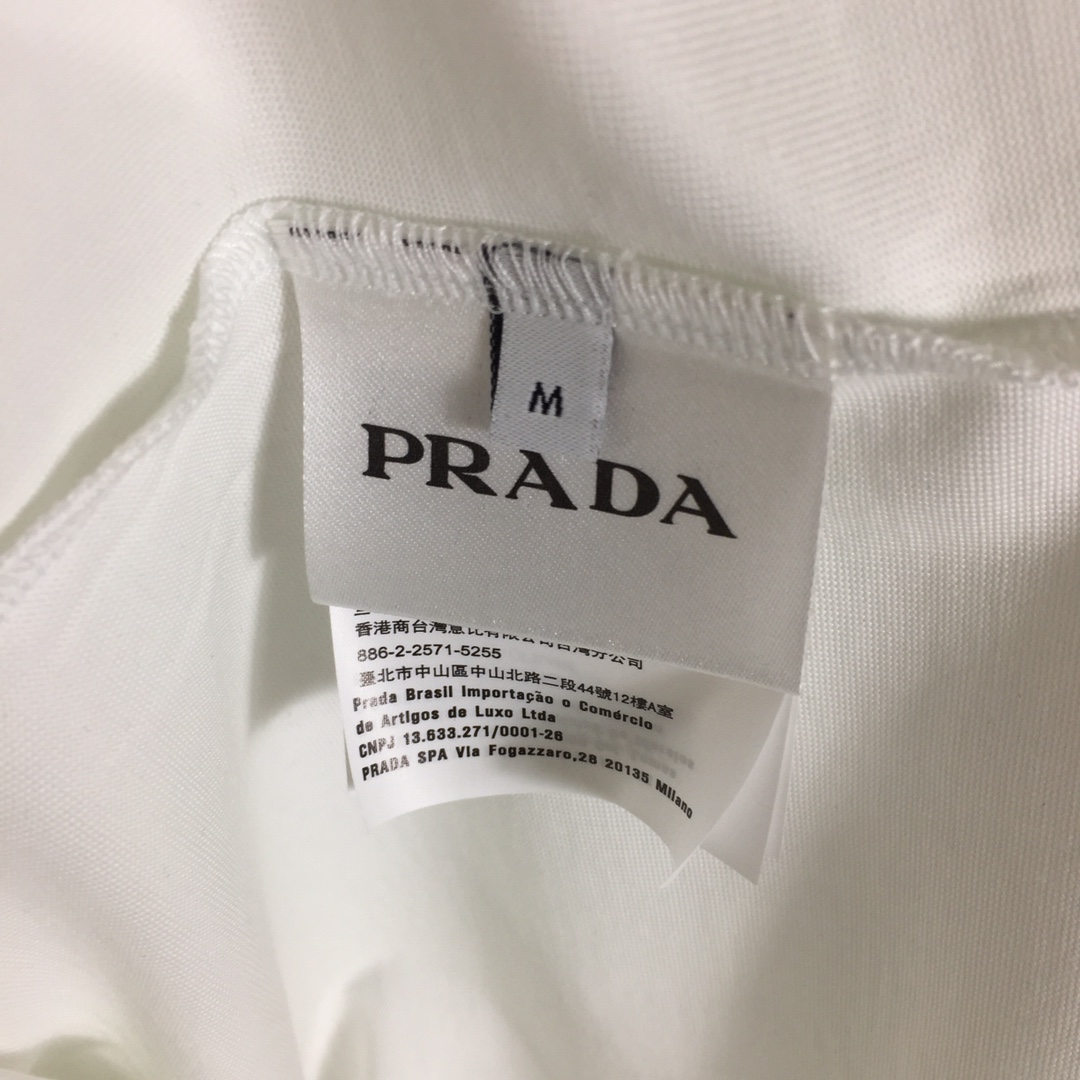 M
PRADA
香港商台灣意比有限公司台灣分公司
886-2-2571-5255
臺北市中山區中山北路二段44號12樓A室
Prada Brasil Importação o Comércio
de Artigos de Luxo Ltda
CNPJ 13.633.271/0001-26
PRADA SPA Via Fogazzaro,28 20135 Milano